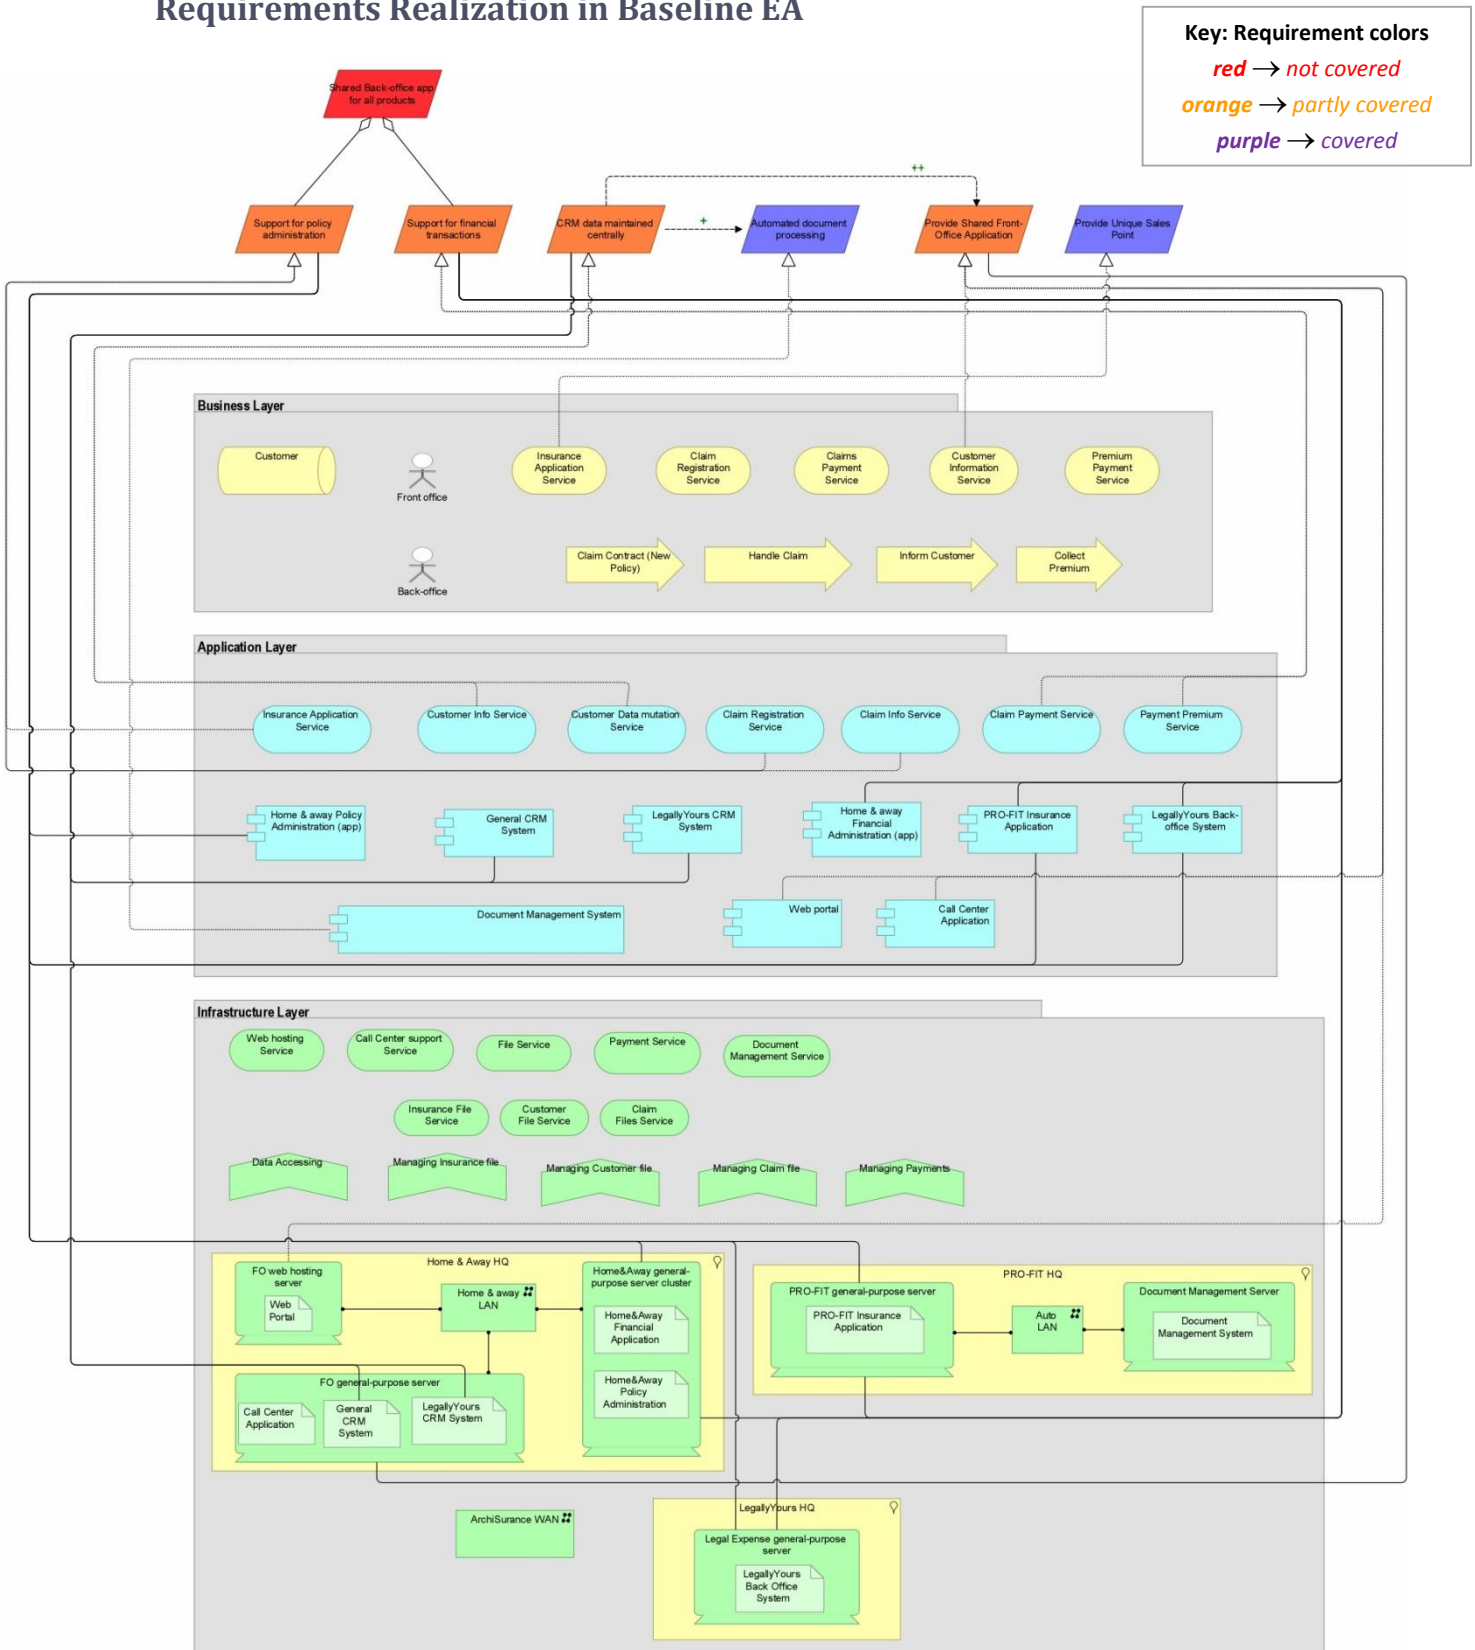 Requirements Realization in Baseline EA
Key: Requirement colors
red → not covered
orange → partly covered
purple → covered
Shared Back-office app
for all products
++
Support for policy
administration
Support for financial
transactions
CRM data maintained
centrally
+
Automated document
processing
Provide Shared Front-
Office Application
Provide Unique Sales
Point
Business Layer
Customer
Front office
Insurance
Application
Service
Claim
Registration
Service
Claims
Payment
Service
Customer
Information
Service
Premium
Payment
Service
Back-office
Claim Contract (New
Policy)
Handle Claim
Inform Customer
Collect
Premium
Application Layer
Insurance Application
Service
Customer Info Service
Customer Data mutation
Service
Claim Registration
Service
Claim Info Service
Claim Payment Service
Payment Premium
Service
Home & away Policy
Administration (app)
General CRM
System
LegallyYours CRM
System
Home & away
Financial
Administration (app)
PRO-FIT Insurance
Application
LegallyYours Back-
office System
Document Management System
Web portal
Call Center
Application
Infrastructure Layer
Web hosting
Service
Call Center support
Service
File Service
Payment Service
Document
Management Service
Insurance File
Service
Customer
File Service
Claim
Files Service
Data Accessing
Managing Insurance file
Managing Customer file
Managing Claim file
Managing Payments
Home & Away HQ
FO web hosting
server
Web
Portal
Home & away
LAN
Home&Away general-
purpose server cluster
Home&Away
Financial
Application
Home&Away
Policy
Administration
FO general-purpose server
Call Center
Application
General
CRM
System
LegallyYours
CRM System
PRO-FIT HQ
PRO-FIT general-purpose server
PRO-FIT Insurance
Application
Auto
LAN
Document Management Server
Document
Management System
ArchiSurance WAN
LegallyYours HQ
Legal Expense general-purpose
server
LegallyYours
Back Office
System